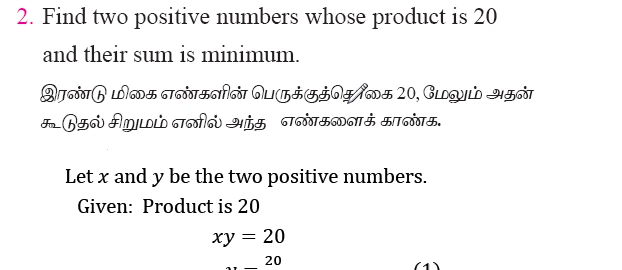 2. Find two positive numbers whose product is 20
and their sum is minimum.
இரண்டு மிகை எண்களின் பெருக்குத்தொகை 20, மேலும் அதன்
கூடுதல் சிறுமம் எனில் அந்த எண்களைக் காண்க.
Let x and y be the two positive numbers.
Given: Product is 20
xy = 20
20